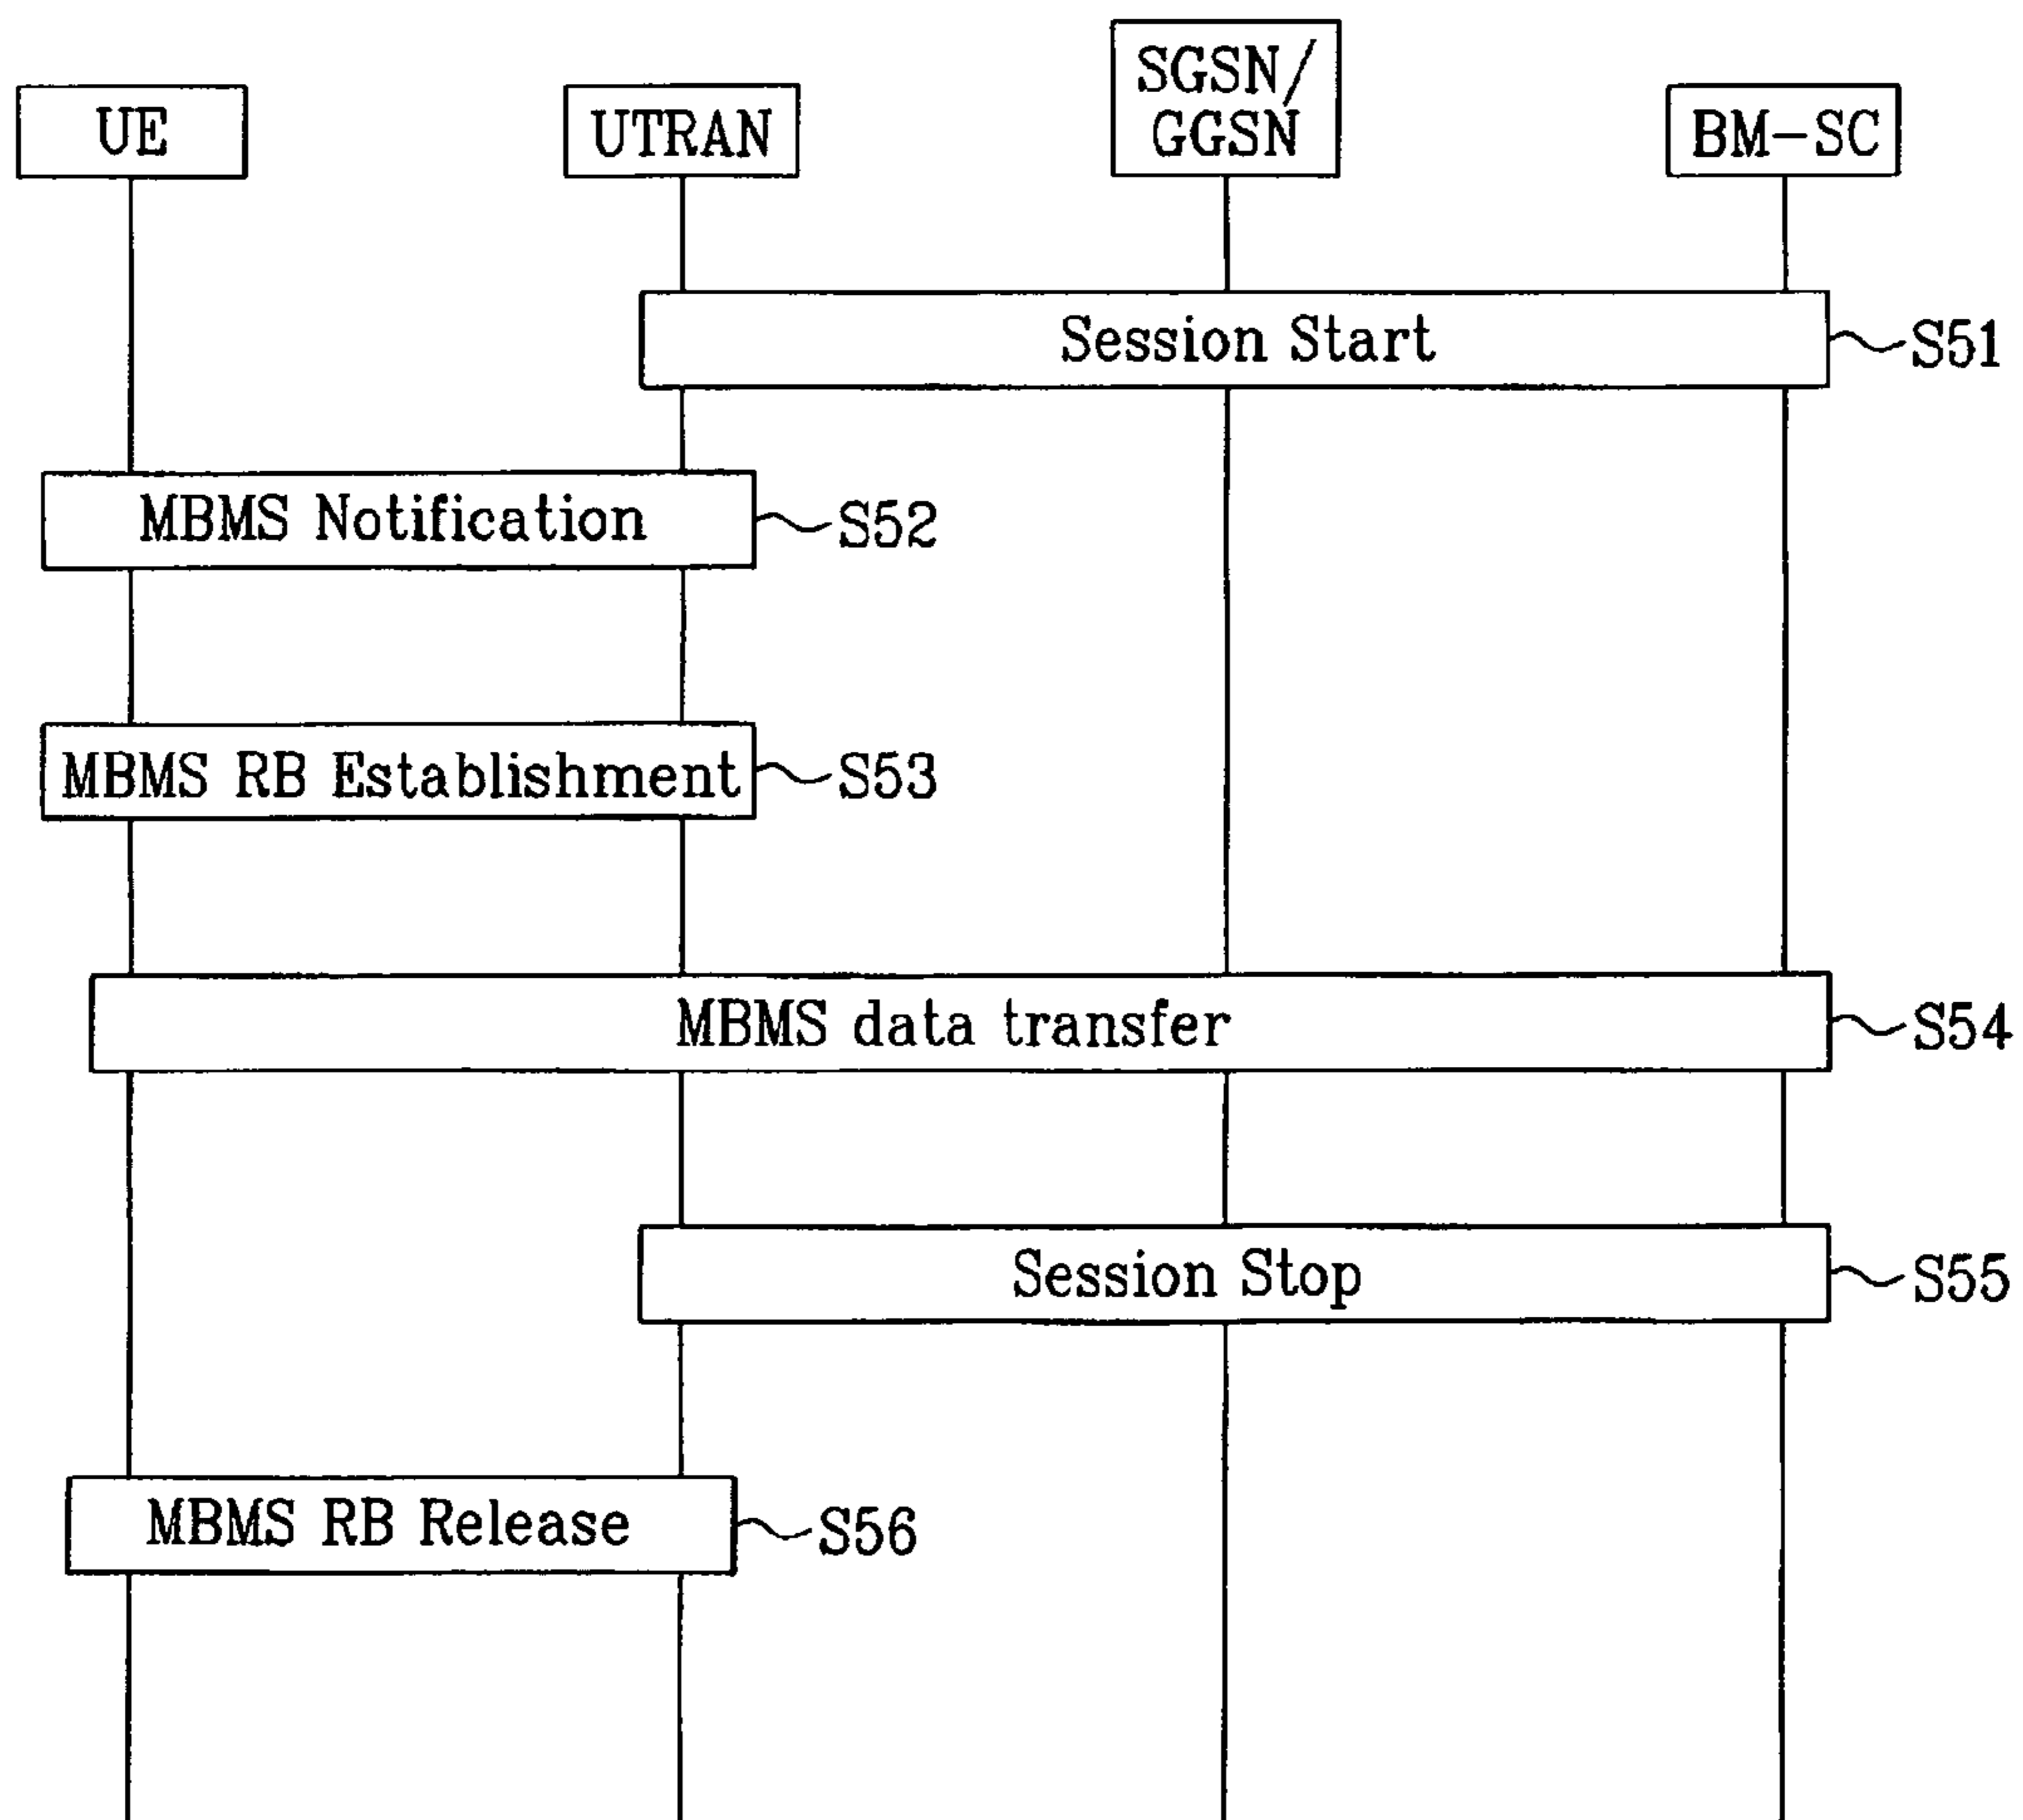 UE
UTRAN
SGSN/
GGSN
BM-SC
Session Start
S51
MBMS Notification
S52
MBMS RB Establishment
S53
MBMS data transfer
S54
Session Stop
S55
MBMS RB Release
S56